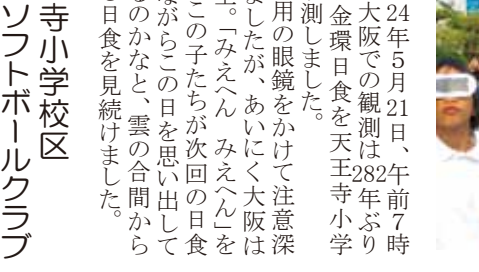 24年5月21日、午前7時
大阪での観測は282年ぶり
金環日食を天王寺小学
測しました。
用の眼鏡をかけて注意深
ましたが、あいにく大阪は
。「みえへん　みえへん」を
この子たちが次回の日食
ながらこの日を思い出して
るのかなと、雲の合間から
日食を見続けました。
寺小学校区
ソフトボールクラブ